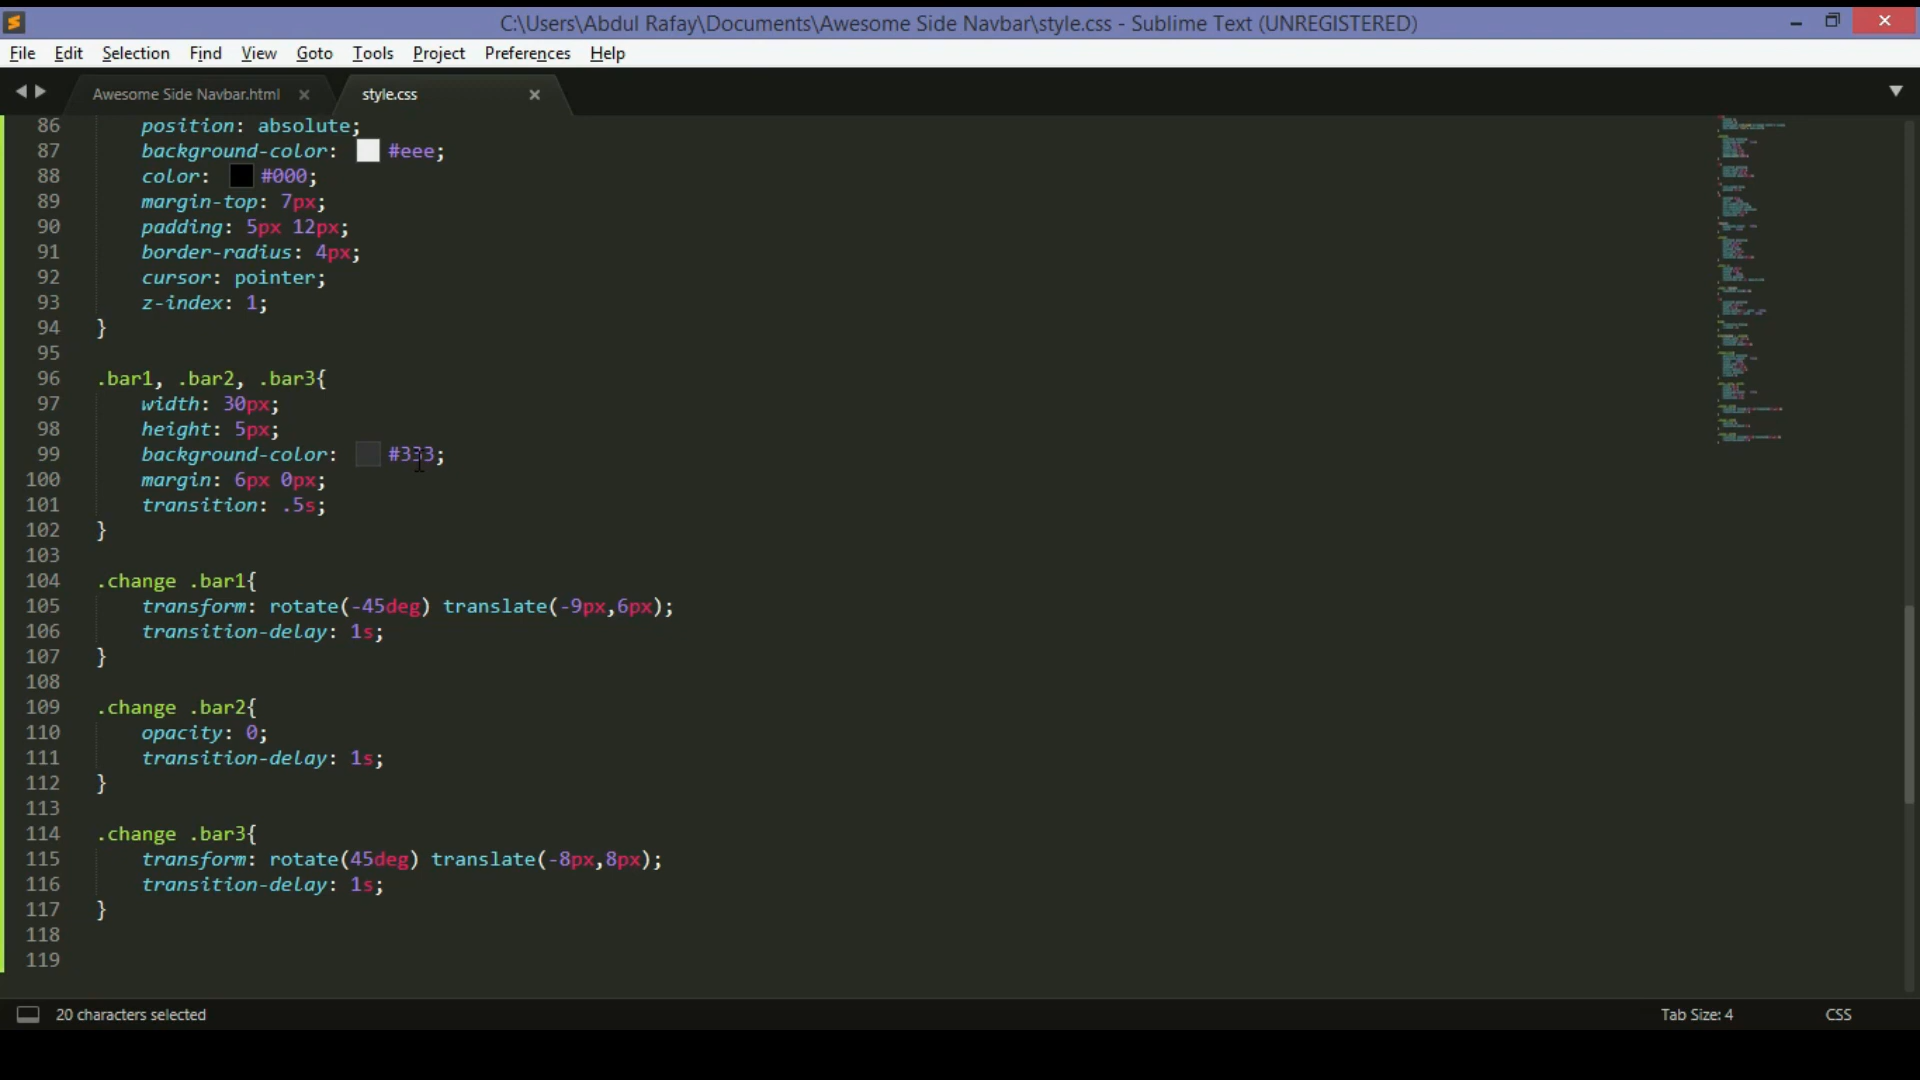 C:\Users\Abdul Rafay\Documents\Awesome Side Navbar\style.css - Sublime Text (UNREGISTERED)
File Edit Selection Find View Goto Tools Project Preferences Help
Awesome Side Navbar.html style.css
86 position: absolute;
87 background-color: #eee;
88 color: #000;
89 margin-top: 7px;
90 padding: 5px 12px;
91 border-radius: 4px;
92 cursor: pointer;
93 z-index: 1;
94 }
95
96 .bar1, .bar2, .bar3{
97 width: 30px;
98 height: 5px;
99 background-color: #333;
100 margin: 6px 0px;
101 transition: .5s;
102 }
103
104 .change .bar1{
105 transform: rotate(-45deg) translate(-9px,6px);
106 transition-delay: 1s;
107 }
108
109 .change .bar2{
110 opacity: 0;
111 transition-delay: 1s;
112 }
113
114 .change .bar3{
115 transform: rotate(45deg) translate(-8px,8px);
116 transition-delay: 1s;
117 }
118
119
20 characters selected Tab Size: 4 CSS